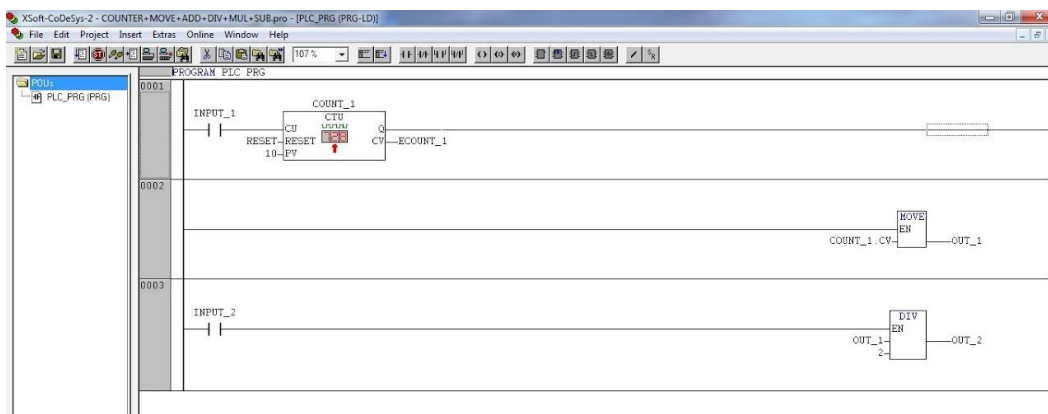 XSoft-CoDeSys-2 - COUNTER+MOVE+ADD+DIV+MUL+SUB.pro - [PLC_PRG (PRG-LD)]
File Edit Project Insert Extras Online Window Help
107 %
POUs
PLC_PRG (PRG)
PROGRAM PLC PRG
0001
INPUT_1
COUNT_1
CTU
CU Q
RESET RESET CV ECOUNT_1
10 PV
0002
MOVE
EN
COUNT_1.CV OUT_1
0003
INPUT_2
DIV
EN
OUT_1 OUT_2
2